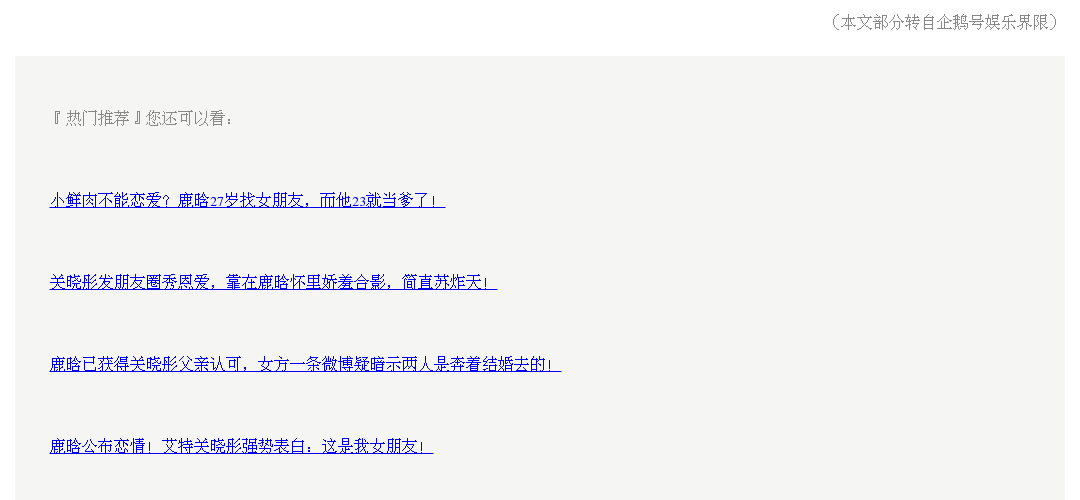 （本文部分转自企鹅号娱乐界限）
『 热门推荐 』您还可以看：
小鲜肉不能恋爱？鹿晗27岁找女朋友，而他23就当爹了！
关晓彤发朋友圈秀恩爱，靠在鹿晗怀里娇羞合影，简直苏炸天！
鹿晗已获得关晓彤父亲认可，女方一条微博疑暗示两人是奔着结婚去的！
鹿晗公布恋情！艾特关晓彤强势表白：这是我女朋友！